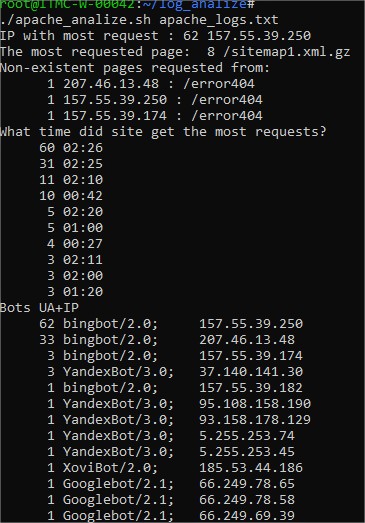 root@ITMC-W-00042:~/log_analize#
./apache_analize.sh apache_logs.txt
IP with most request : 62 157.55.39.250
The most requested page:  8 /sitemap1.xml.gz
Non-existent pages requested from:
1 207.46.13.48 : /error404
1 157.55.39.250 : /error404
1 157.55.39.174 : /error404
What time did site get the most requests?
60 02:26
31 02:25
11 02:10
10 00:42
5 02:20
5 01:00
4 00:27
3 02:11
3 02:00
3 01:20
Bots UA+IP
62 bingbot/2.0; 157.55.39.250
33 bingbot/2.0; 207.46.13.48
3 bingbot/2.0; 157.55.39.174
3 YandexBot/3.0; 37.140.141.30
1 bingbot/2.0; 157.55.39.182
1 YandexBot/3.0; 95.108.158.190
1 YandexBot/3.0; 93.158.178.129
1 YandexBot/3.0; 5.255.253.74
1 YandexBot/3.0; 5.255.253.45
1 XoviBot/2.0; 185.53.44.186
1 Googlebot/2.1; 66.249.78.65
1 Googlebot/2.1; 66.249.78.58
1 Googlebot/2.1; 66.249.69.39